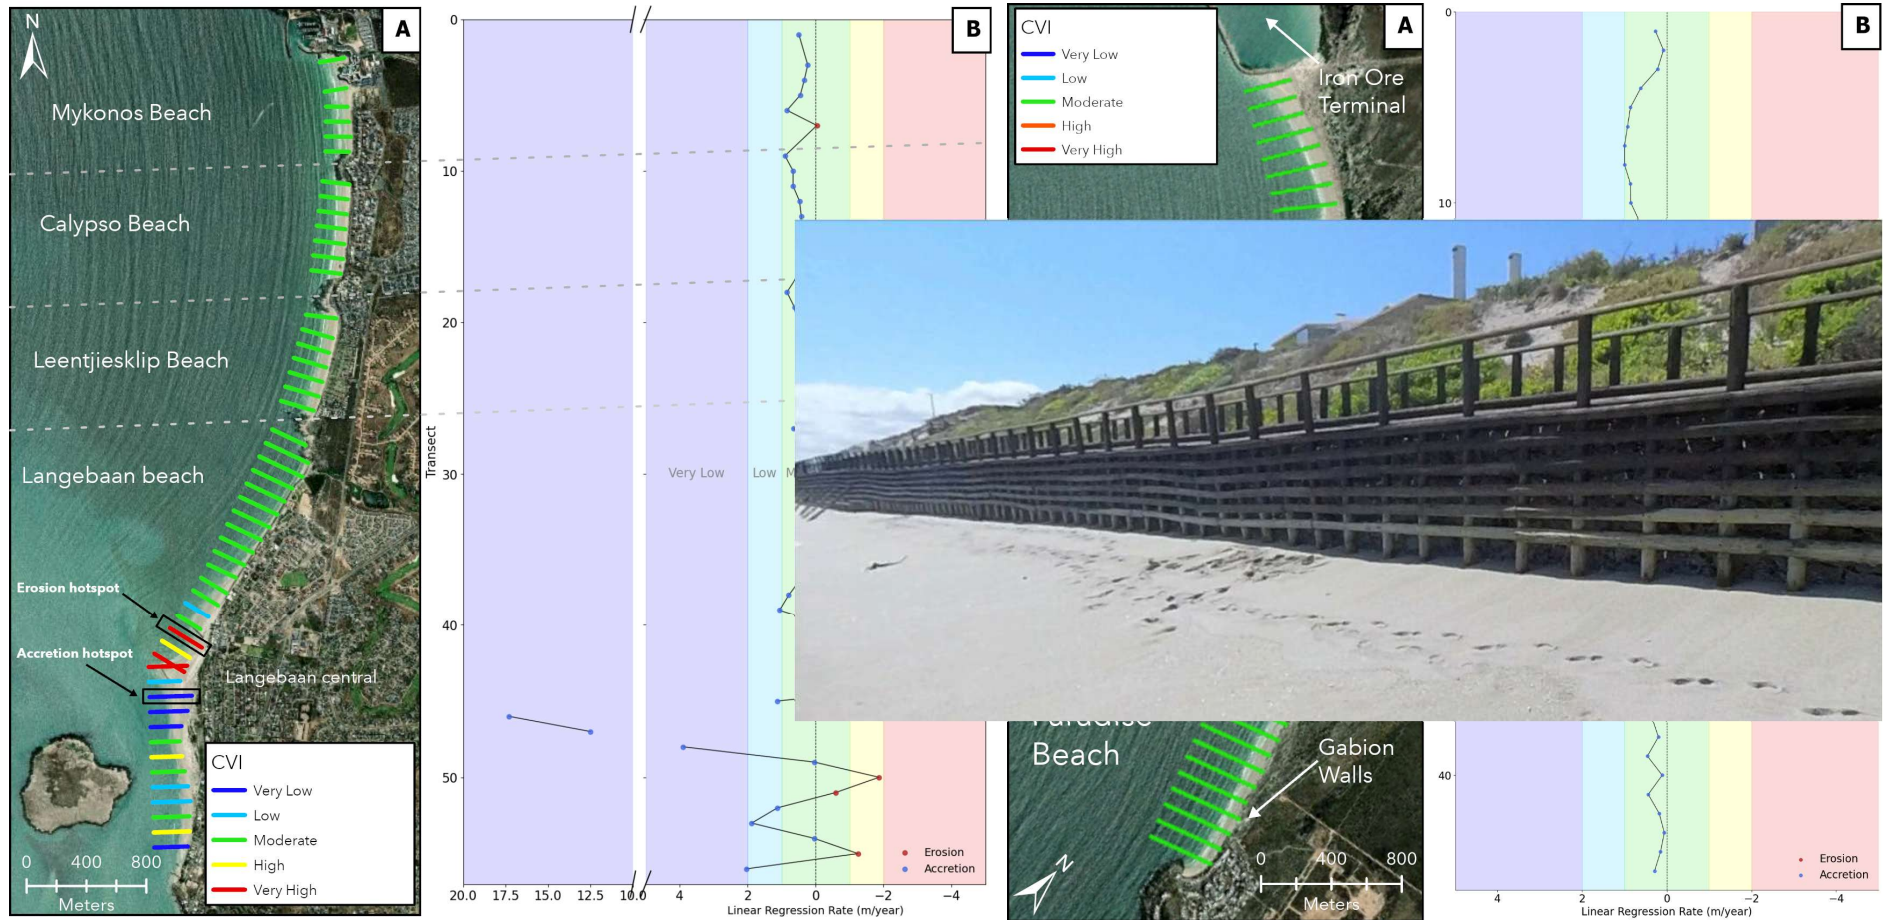 N
A
Mykonos Beach
Calypso Beach
Leentjiesklip Beach
Langebaan beach
Erosion hotspot
Accretion hotspot
Langebaan central
CVI
Very Low
Low
Moderate
High
Very High
0 400 800
Meters
B
0
10
20
30
40
50
Transect
Very Low Low M
Erosion
Accretion
20.0 17.5 15.0 12.5 10.0 4 2 0 −2 −4
Linear Regression Rate (m/year)
CVI
Very Low
Low
Moderate
High
Very High
A
Iron Ore
Terminal
Paradise
Beach
Gabion
Walls
N
0 400 800
Meters
B
0
10
40
Erosion
Accretion
4 2 0 −2 −4
Linear Regression Rate (m/year)